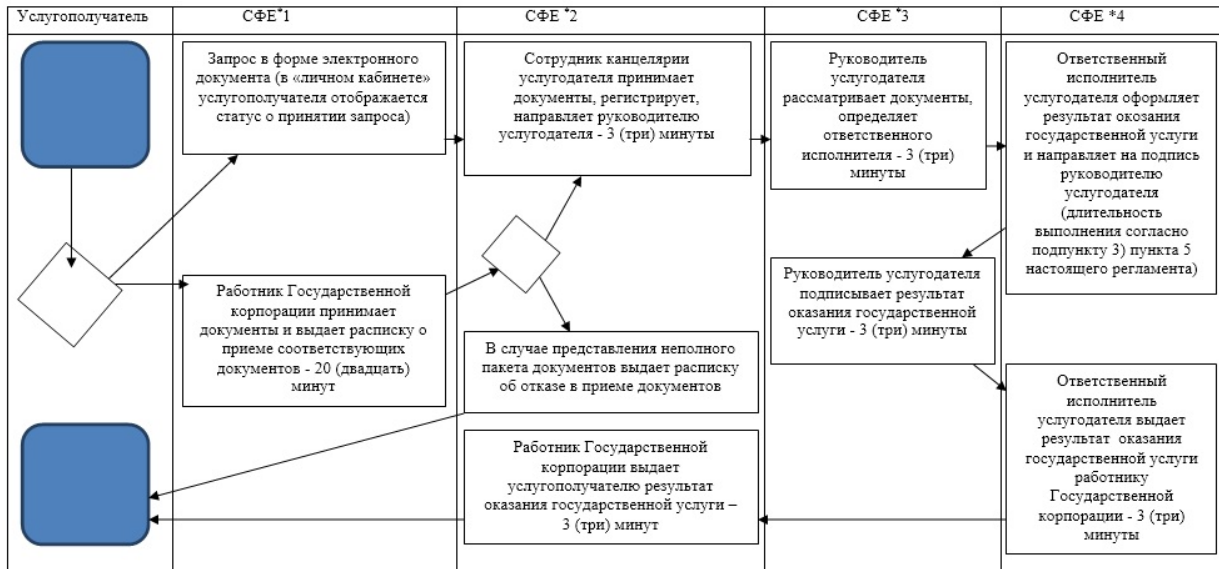 Услугополучатель
СФЕ*1
СФЕ *2
СФЕ *3
СФЕ *4
Запрос в форме электронного
документа (в «личном кабинете»
услугополучателя отображается
статус о принятии запроса)
Сотрудник канцелярии
услугодателя принимает
документы, регистрирует,
направляет руководителю
услугодателя - 3 (три) минуты
Руководитель
услугодателя
рассматривает документы,
определяет
ответственного
исполнителя - 3 (три)
минуты
Ответственный
исполнитель
услугодателя оформляет
результат окозания
государственной услуги
и направляет на подпись
руководителю
услугодателя
(длительность
выполнения согласно
подпункту 3) пункта 5
настоящего регламента)
Работник Государственной
корпорации принимает
документы и выдает расписку о
приеме соответствующих
документов - 20 (двадцать)
минут
В случае представления неполного
пакета документов выдает расписку
об отказе в приеме документов
Руководитель услугодателя
подписывает результат
оказания государственной
услуги - 3 (три) минуты
Работник Государственной
корпорации выдает
услугополучателю результат
оказания государственной услуги –
3 (три) минут
Ответственный
исполнитель
услугодателя выдает
результат оказания
государственной услуги
работнику
Государственной
корпорации - 3 (три)
минуты